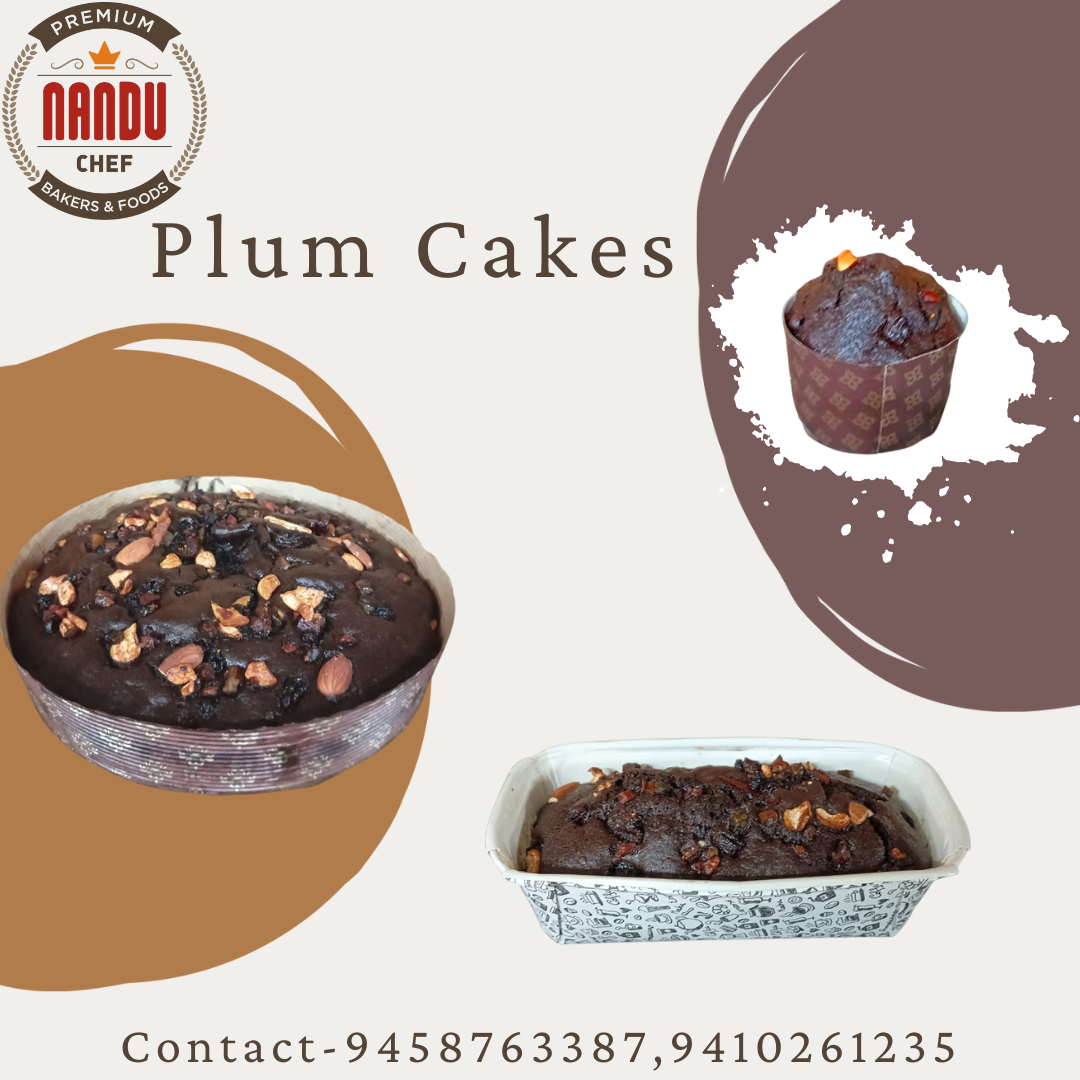 PREMIUM
NANDU
CHEF
BAKERS & FOODS
Plum Cakes
Contact-9458763387,9410261235